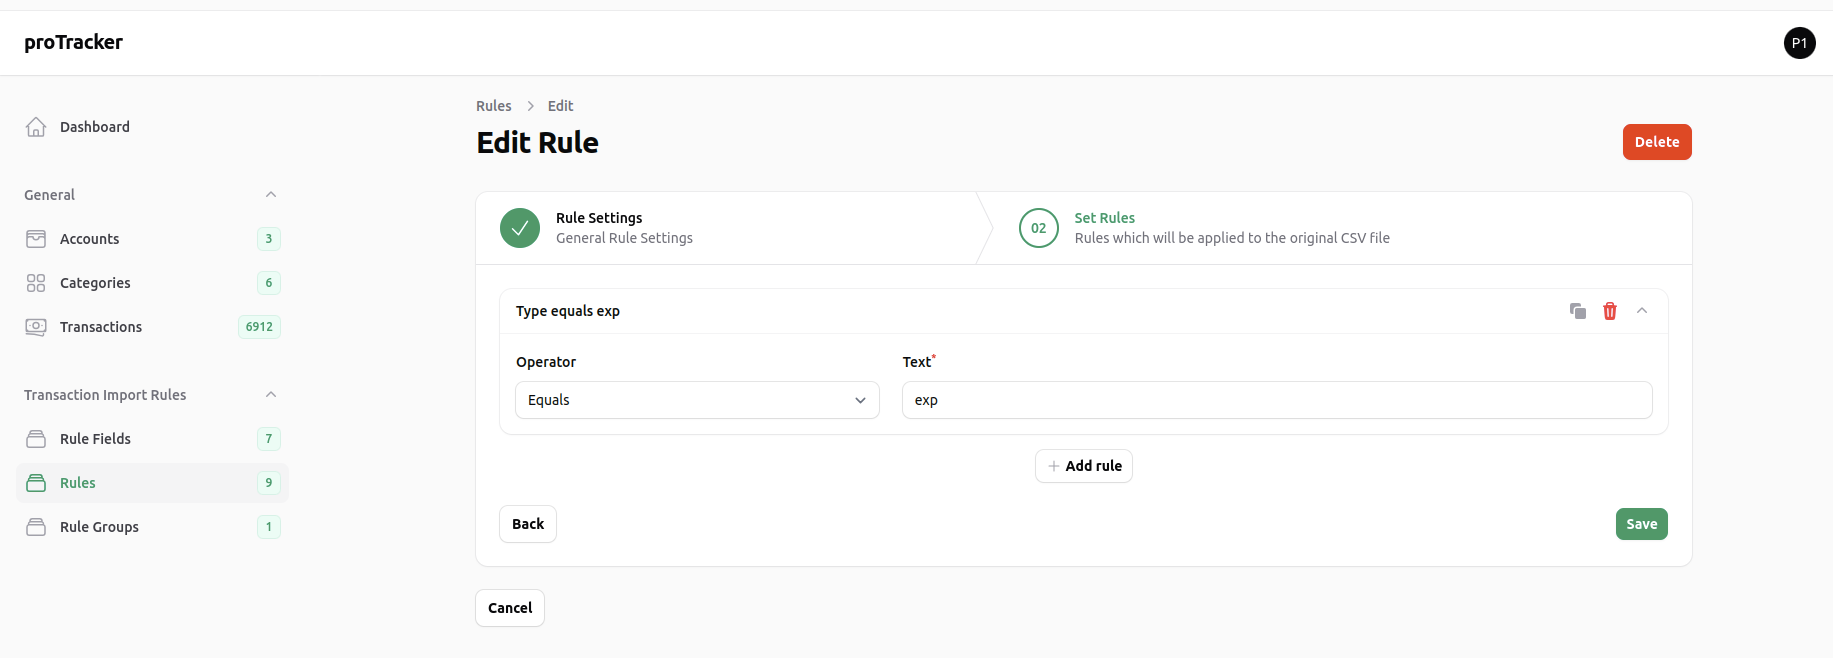 proTracker
P1
Dashboard
General
Accounts 3
Categories 6
Transactions 6912
Transaction Import Rules
Rule Fields 7
Rules 9
Rule Groups 1
Rules > Edit
Edit Rule
Delete
Rule Settings
General Rule Settings
02
Set Rules
Rules which will be applied to the original CSV file
Type equals exp
Operator
Equals
Text*
exp
+ Add rule
Back
Save
Cancel